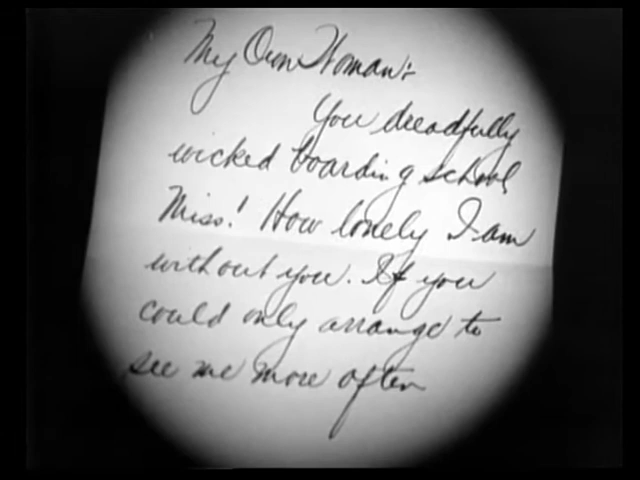 My Own Woman:-
You dreadfully
wicked boarding school
Miss! How lonely I am
without you. If you
could only arrange to
see me more often